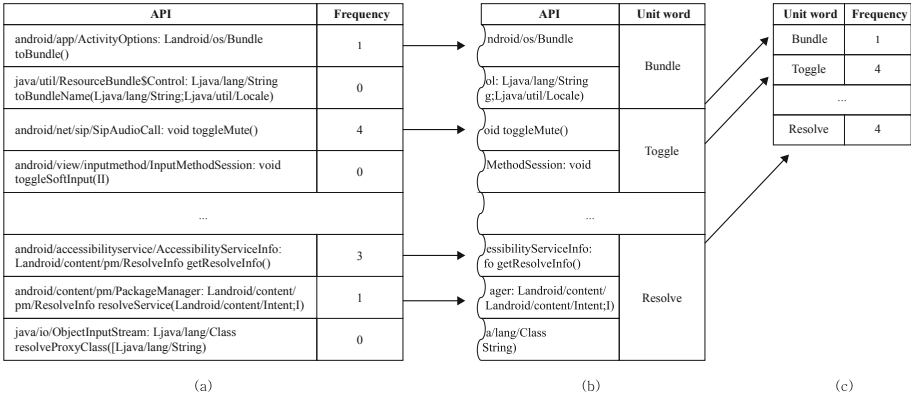 API Frequency
android/app/ActivityOptions: Landroid/os/Bundle
toBundle()
1
java/util/ResourceBundle$Control: Ljava/lang/String
toBundleName(Ljava/lang/String;Ljava/util/Locale)
0
android/net/sip/SipAudioCall: void toggleMute()
4
android/view/inputmethod/InputMethodSession: void
toggleSoftInput(II)
0
...
android/accessibilityservice/AccessibilityServiceInfo:
Landroid/content/pm/ResolveInfo getResolveInfo()
3
android/content/pm/PackageManager: Landroid/content/
pm/ResolveInfo resolveService(Landroid/content/Intent;I)
1
java/io/ObjectInputStream: Ljava/lang/Class
resolveProxyClass([Ljava/lang/String)
0
(a)
API Unit word
ndroid/os/Bundle
ol: Ljava/lang/String
g;Ljava/util/Locale)
Bundle
oid toggleMute()
MethodSession: void
Toggle
...
essibilityServiceInfo:
fo getResolveInfo()
ager: Landroid/content/
Landroid/content/Intent;I)
a/lang/Class
String)
Resolve
(b)
Unit word Frequency
Bundle 1
Toggle 4
...
Resolve 4
(c)